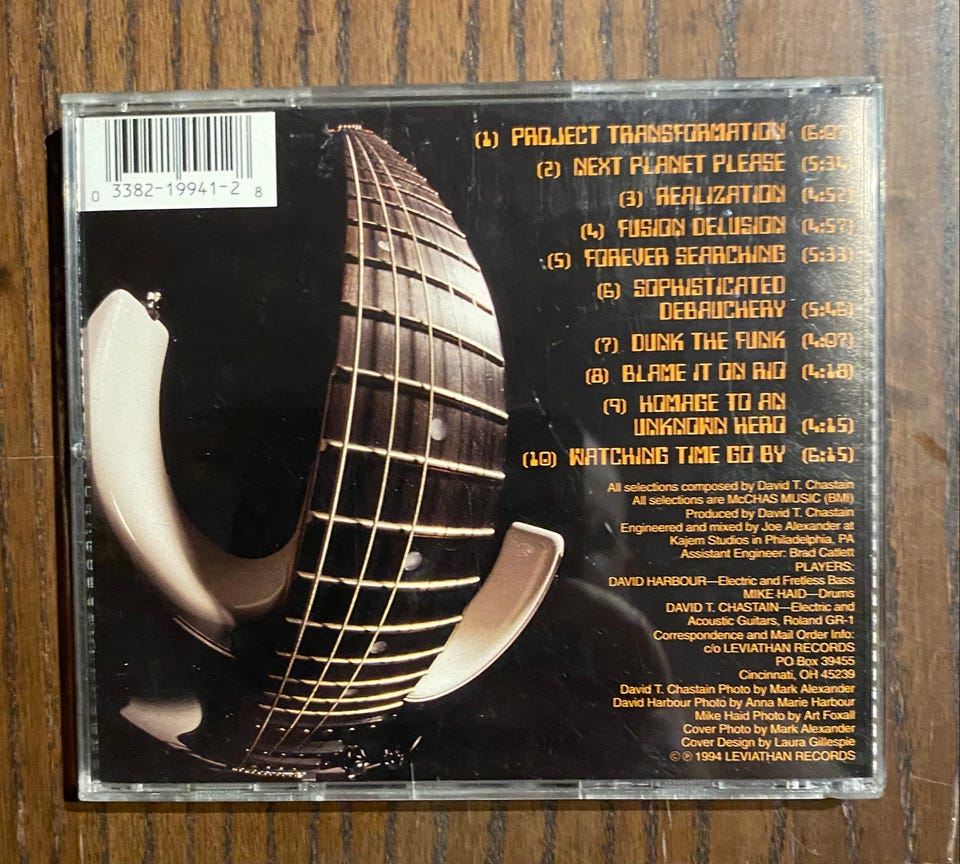 0 3382-19941-2 8
(1) PROJECT TRANSFORMATION (6:07)
(2) NEXT PLANET PLEASE (5:34)
(3) REALIZATION (4:52)
(4) FUSION DELUSION (4:57)
(5) FOREVER SEARCHING (5:33)
(6) SOPHISTICATED
DEBAUCHERY (5:46)
(7) DUNK THE FUNK (4:07)
(8) BLAME IT ON RIO (4:18)
(9) HOMAGE TO AN
UNKNOWN HERO (4:15)
(10) WATCHING TIME GO BY (6:15)
All selections composed by David T. Chastain
All selections are McCHAS MUSIC (BMI)
Produced by David T. Chastain
Engineered and mixed by Joe Alexander at
Kajem Studios in Philadelphia, PA
Assistant Engineer: Brad Catlett
PLAYERS:
DAVID HARBOUR—Electric and Fretless Bass
MIKE HAID—Drums
DAVID T. CHASTAIN—Electric and
Acoustic Guitars, Roland GR-1
Correspondence and Mail Order Info:
c/o LEVIATHAN RECORDS
PO Box 39455
Cincinnati, OH 45239
David T. Chastain Photo by Mark Alexander
David Harbour Photo by Anna Marie Harbour
Mike Haid Photo by Art Foxall
Cover Photo by Mark Alexander
Cover Design by Laura Gillespie
© ℗ 1994 LEVIATHAN RECORDS